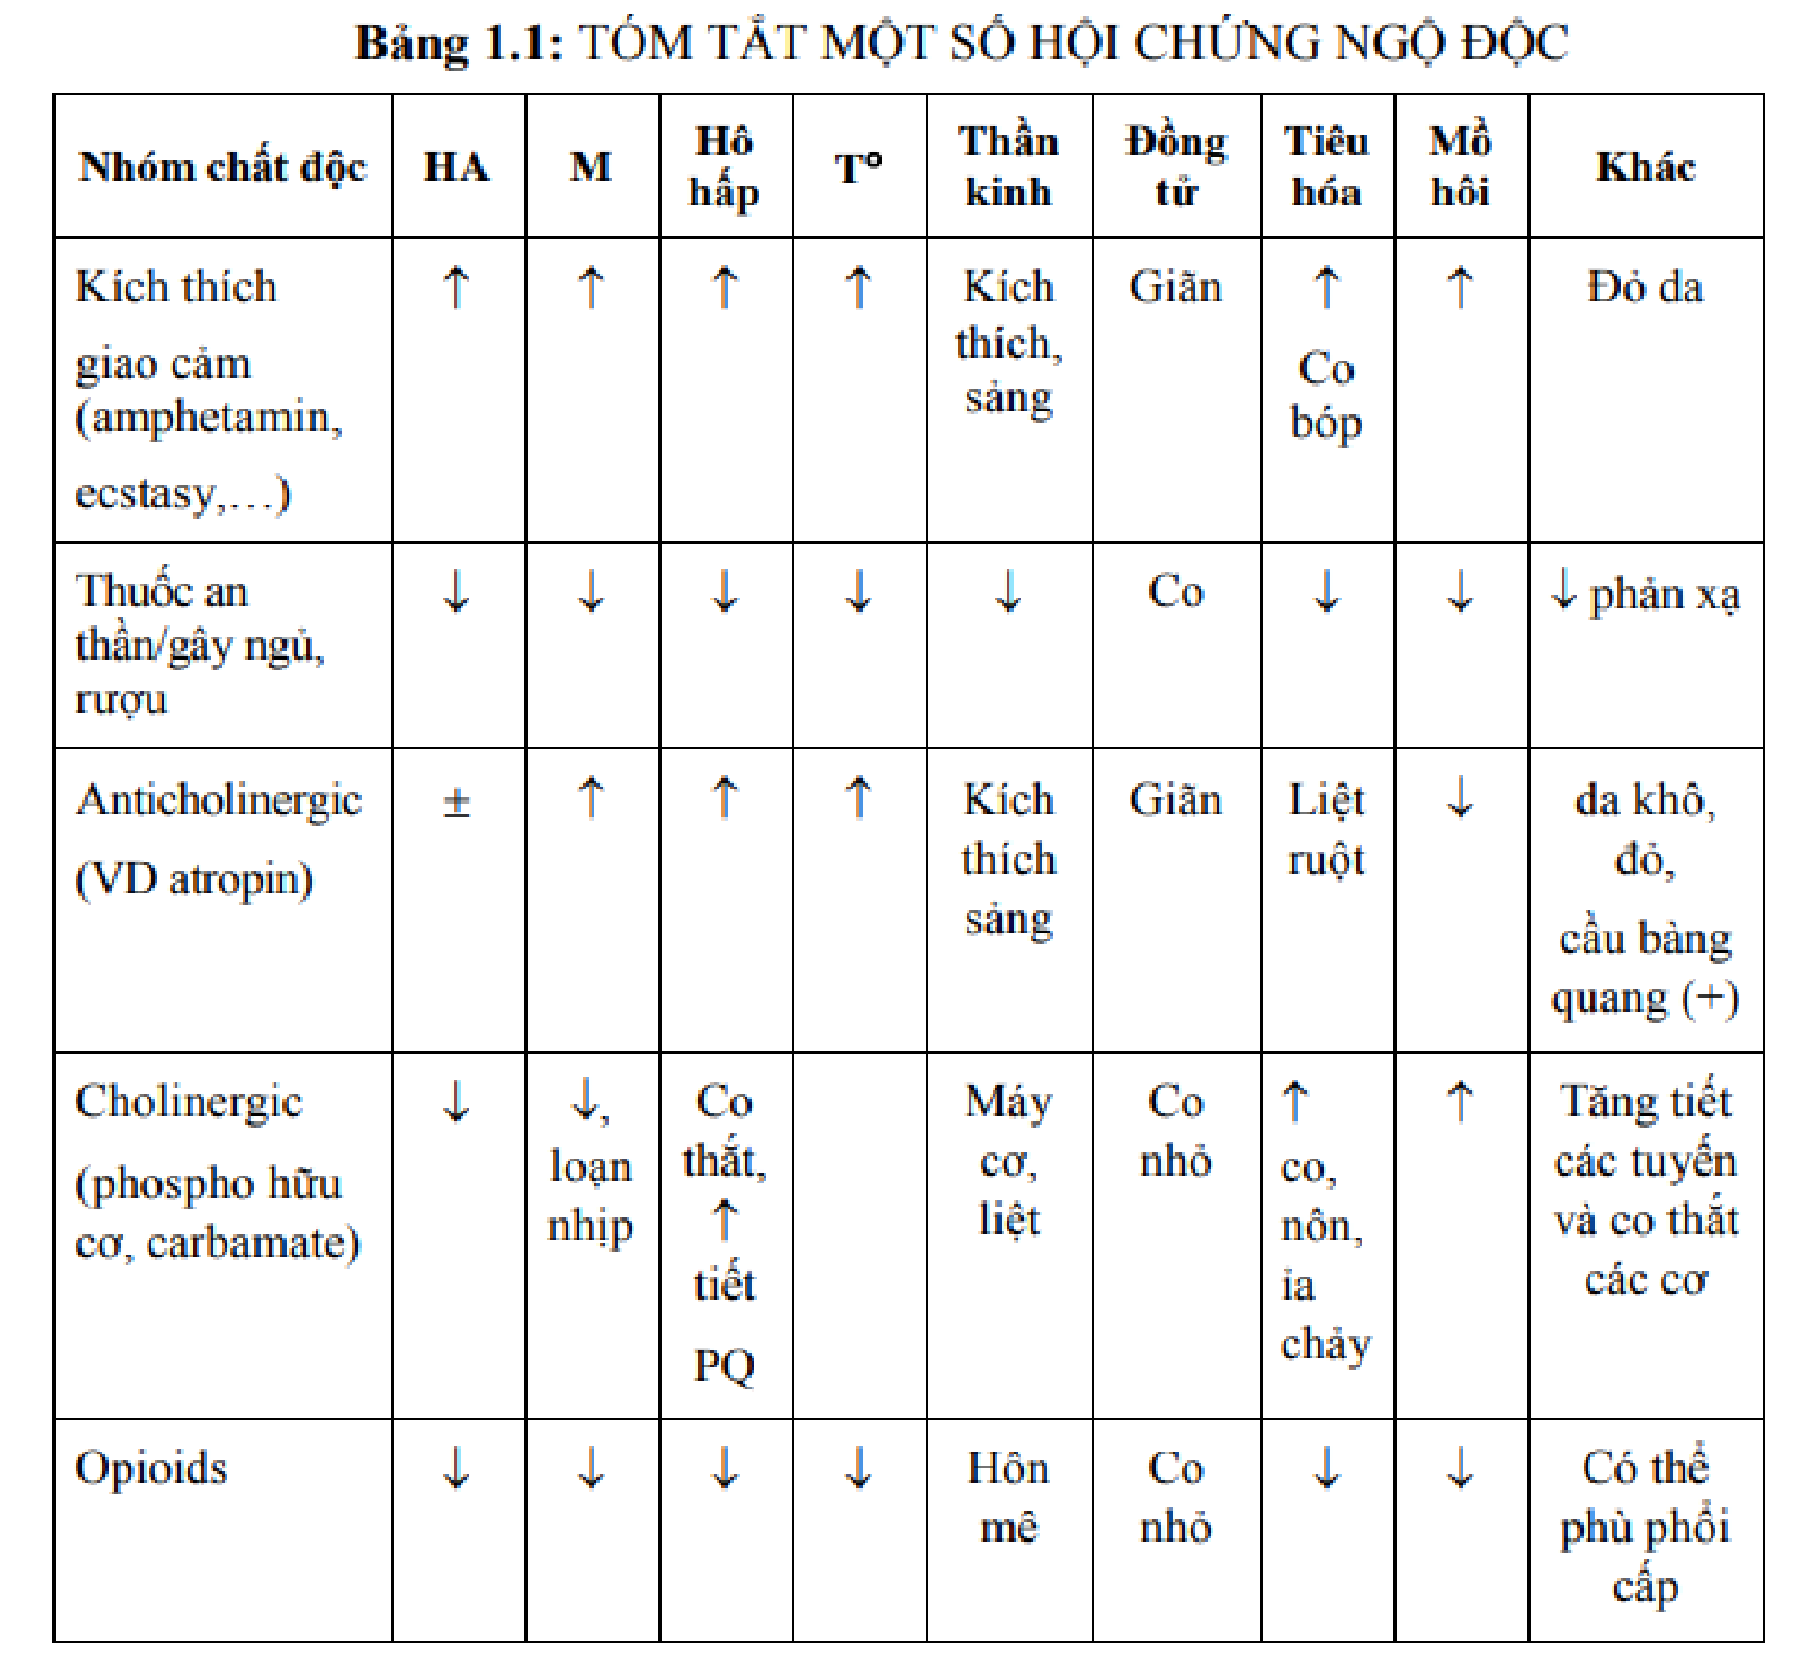 Bảng 1.1: TÓM TẮT MỘT SỐ HỘI CHỨNG NGỘ ĐỘC
Nhóm chất độc | HA | M | Hô hấp | T° | Thần kinh | Đồng tử | Tiêu hóa | Mồ hôi | Khác
Kích thích giao cảm (amphetamin, ecstasy,…) | ↑ | ↑ | ↑ | ↑ | Kích thích, sảng | Giãn | ↑ Co bóp | ↑ | Đỏ da
Thuốc an thần/gây ngủ, rượu | ↓ | ↓ | ↓ | ↓ | ↓ | Co | ↓ | ↓ | ↓ phản xạ
Anticholinergic (VD atropin) | ± | ↑ | ↑ | ↑ | Kích thích sảng | Giãn | Liệt ruột | ↓ | da khô, đỏ, cầu bàng quang (+)
Cholinergic (phospho hữu cơ, carbamate) | ↓ | ↓, loạn nhịp | Co thắt, ↑ tiết PQ | | Máy cơ, liệt | Co nhỏ | ↑ co, nôn, ỉa chảy | ↑ | Tăng tiết các tuyến và co thắt các cơ
Opioids | ↓ | ↓ | ↓ | ↓ | Hôn mê | Co nhỏ | ↓ | ↓ | Có thể phù phổi cấp